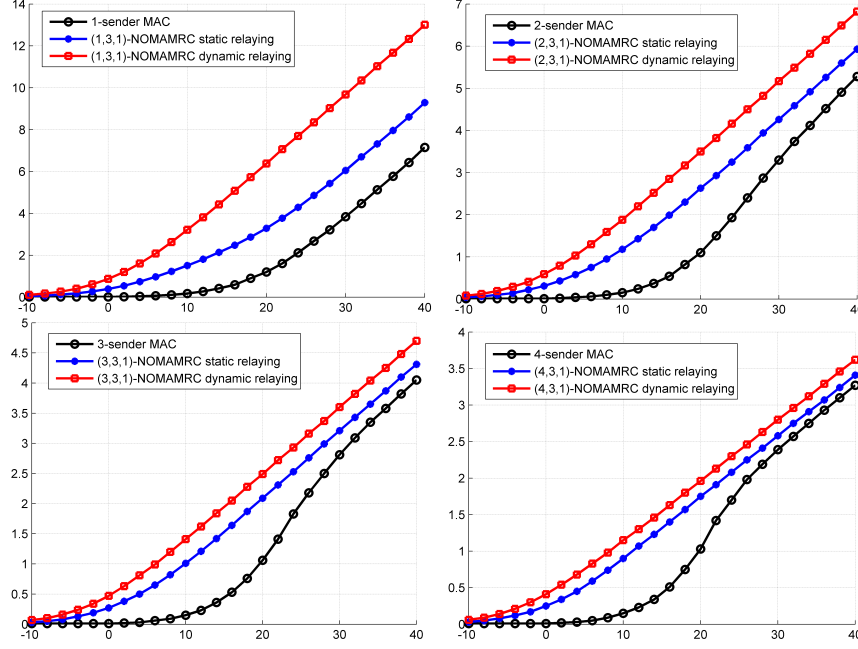 14
12
10
8
6
4
2
0
-10 0 10 20 30 40
1-sender MAC
(1,3,1)-NOMAMRC static relaying
(1,3,1)-NOMAMRC dynamic relaying
7
6
5
4
3
2
1
0
-10 0 10 20 30 40
2-sender MAC
(2,3,1)-NOMAMRC static relaying
(2,3,1)-NOMAMRC dynamic relaying
5
4.5
4
3.5
3
2.5
2
1.5
1
0.5
0
-10 0 10 20 30 40
3-sender MAC
(3,3,1)-NOMAMRC static relaying
(3,3,1)-NOMAMRC dynamic relaying
4
3.5
3
2.5
2
1.5
1
0.5
0
-10 0 10 20 30 40
4-sender MAC
(4,3,1)-NOMAMRC static relaying
(4,3,1)-NOMAMRC dynamic relaying